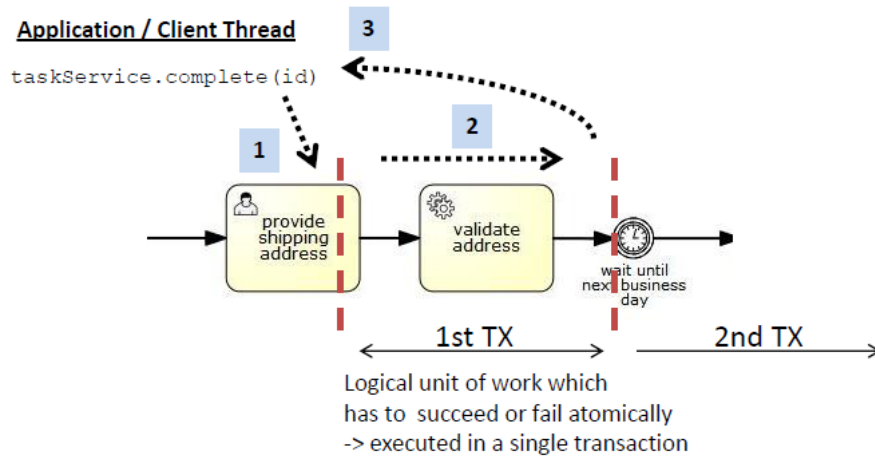 Application / Client Thread
3
taskService.complete(id)
2
1
provide
shipping
address
validate
address
wait until
next business
day
1st TX
2nd TX
Logical unit of work which
has to succeed or fail atomically
-> executed in a single transaction